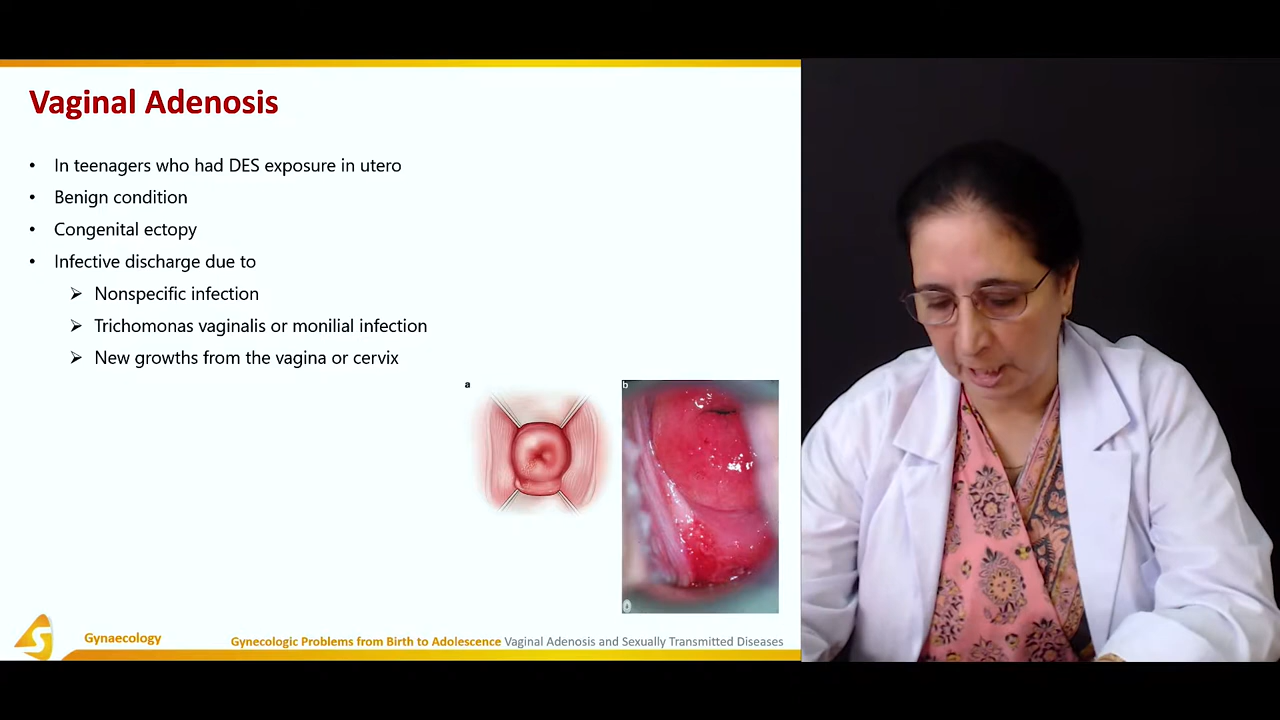 Vaginal Adenosis
• In teenagers who had DES exposure in utero
• Benign condition
• Congenital ectopy
• Infective discharge due to
➢ Nonspecific infection
➢ Trichomonas vaginalis or monilial infection
➢ New growths from the vagina or cervix
a
b
Gynaecology
Gynecologic Problems from Birth to Adolescence Vaginal Adenosis and Sexually Transmitted Diseases